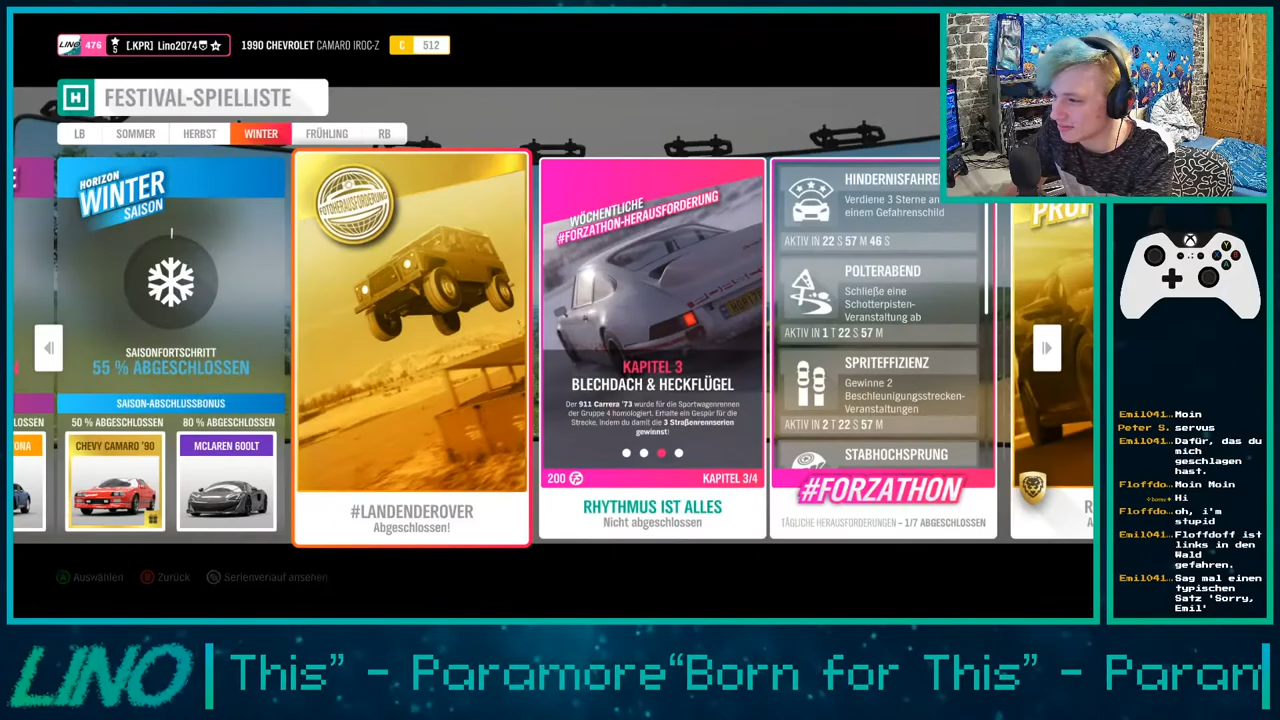 LINO 476 5 [.KPR] Lino2074 1990 CHEVROLET CAMARO IROC-Z C 512
H FESTIVAL-SPIELLISTE
LB SOMMER HERBST WINTER FRÜHLING RB
HORIZON
WINTER
SAISON
SAISONFORTSCHRITT
55 % ABGESCHLOSSEN
SAISON-ABSCHLUSSBONUS
LOSSEN 50 % ABGESCHLOSSEN 80 % ABGESCHLOSSEN
ONA CHEVY CAMARO '90 MCLAREN 600LT
FOTOHERAUSFORDERUNG
#LANDENDEROVER
Abgeschlossen!
WÖCHENTLICHE
#FORZATHON-HERAUSFORDERUNG
KAPITEL 3
BLECHDACH & HECKFLÜGEL
Der 911 Carrera '73 wurde für die Sportwagenrennen
der Gruppe 4 homologiert. Erhalte ein Gespür für die
Strecke, indem du damit die 3 Straßenrennserien
gewinnst!
200 KAPITEL 3/4
RHYTHMUS IST ALLES
Nicht abgeschlossen
HINDERNISFAHREN
Verdiene 3 Sterne an
einem Gefahrenschild
AKTIV IN 22 S 57 M 46 S
POLTERABEND
Schließe eine
Schotterpisten-
Veranstaltung ab
AKTIV IN 1 T 22 S 57 M
SPRITEFFIZIENZ
Gewinne 2
Beschleunigungsstrecken-
Veranstaltungen
AKTIV IN 2 T 22 S 57 M
STABHOCHSPRUNG
#FORZATHON
TÄGLICHE HERAUSFORDERUNGEN – 1/7 ABGESCHLOSSEN
A Auswählen B Zurück Serienverlauf ansehen
Y
X B
A
Emil041… Moin
Peter S. servus
Emil041… Dafür, das du
mich
geschlagen
hast.
Floffdo… Moin Moin
Hi
Floffdo… oh, i'm
stupid
Emil041… Floffdoff ist
links in den
Wald
gefahren.
Emil041… Sag mal einen
typischen
Satz 'Sorry,
Emil'
LINO This” - Paramore“Born for This” - Param